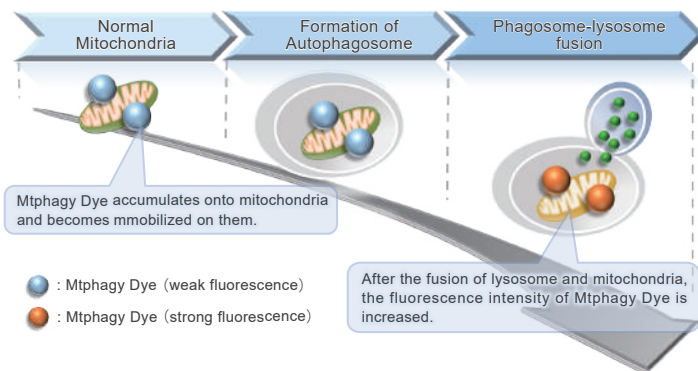 Normal
Mitochondria
Formation of
Autophagosome
Phagosome-lysosome
fusion
Mtphagy Dye accumulates onto mitochondria
and becomes mmobilized on them.
: Mtphagy Dye (weak fluorescence)
: Mtphagy Dye (strong fluorescence)
After the fusion of lysosome and mitochondria,
the fluorescence intensity of Mtphagy Dye is
increased.